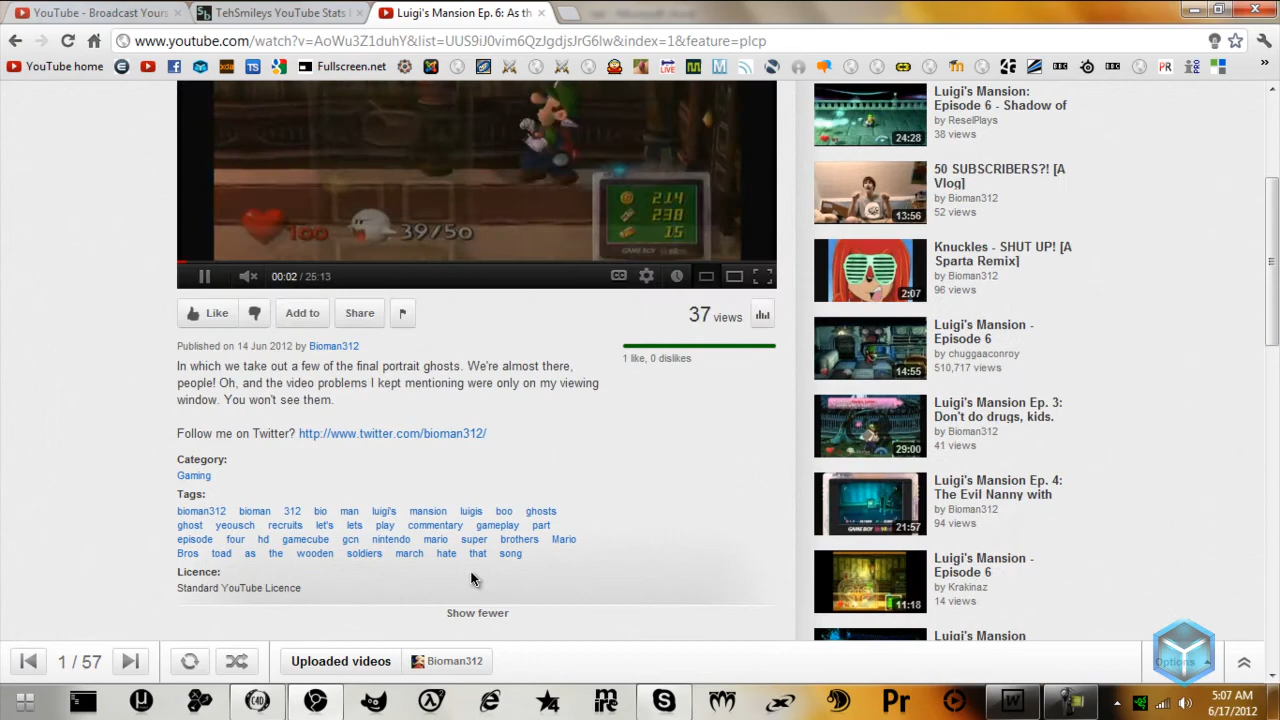 YouTube - Broadcast Yours
TehSmileys YouTube Stats
Luigi's Mansion Ep. 6: As th
www.youtube.com/watch?v=AoWu3Z1duhY&list=UUS9iJ0vim6QzJgdjsJrG6lw&index=1&feature=plcp
YouTube home
Fullscreen.net
214
238
15
GAME BOY
100
39/50
00:02 / 25:13
CC
Like
Add to
Share
37 views
Published on 14 Jun 2012 by Bioman312
1 like, 0 dislikes
In which we take out a few of the final portrait ghosts. We're almost there,
people! Oh, and the video problems I kept mentioning were only on my viewing
window. You won't see them.
Follow me on Twitter? http://www.twitter.com/bioman312/
Category:
Gaming
Tags:
bioman312 bioman 312 bio man luigi's mansion luigis boo ghosts
ghost yeousch recruits let's lets play commentary gameplay part
episode four hd gamecube gcn nintendo mario super brothers Mario
Bros toad as the wooden soldiers march hate that song
Licence:
Standard YouTube Licence
Show fewer
Luigi's Mansion:
Episode 6 - Shadow of
by ReselPlays
38 views
24:28
50 SUBSCRIBERS?! [A
Vlog]
by Bioman312
52 views
13:56
Knuckles - SHUT UP! [A
Sparta Remix]
by Bioman312
96 views
2:07
Luigi's Mansion -
Episode 6
by chuggaaconroy
510,717 views
14:55
Luigi's Mansion Ep. 3:
Don't do drugs, kids.
by Bioman312
41 views
29:00
Luigi's Mansion Ep. 4:
The Evil Nanny with
by Bioman312
94 views
21:57
Luigi's Mansion -
Episode 6
by Krakinaz
14 views
11:18
Luigi's Mansion
1 / 57
Uploaded videos
Bioman312
Options
5:07 AM
6/17/2012